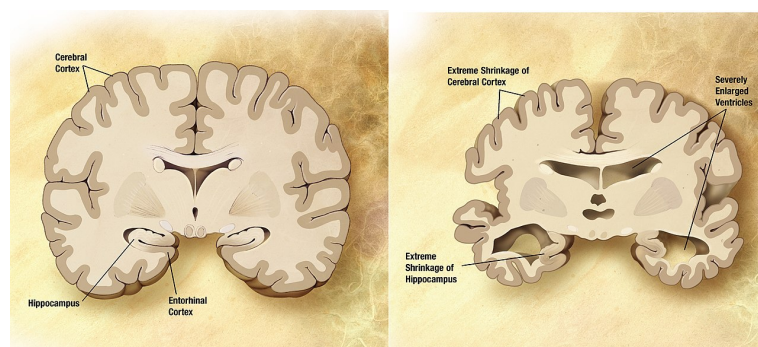 Cerebral
Cortex
Hippocampus
Entorhinal
Cortex
Extreme Shrinkage of
Cerebral Cortex
Severely
Enlarged
Ventricles
Extreme
Shrinkage of
Hippocampus